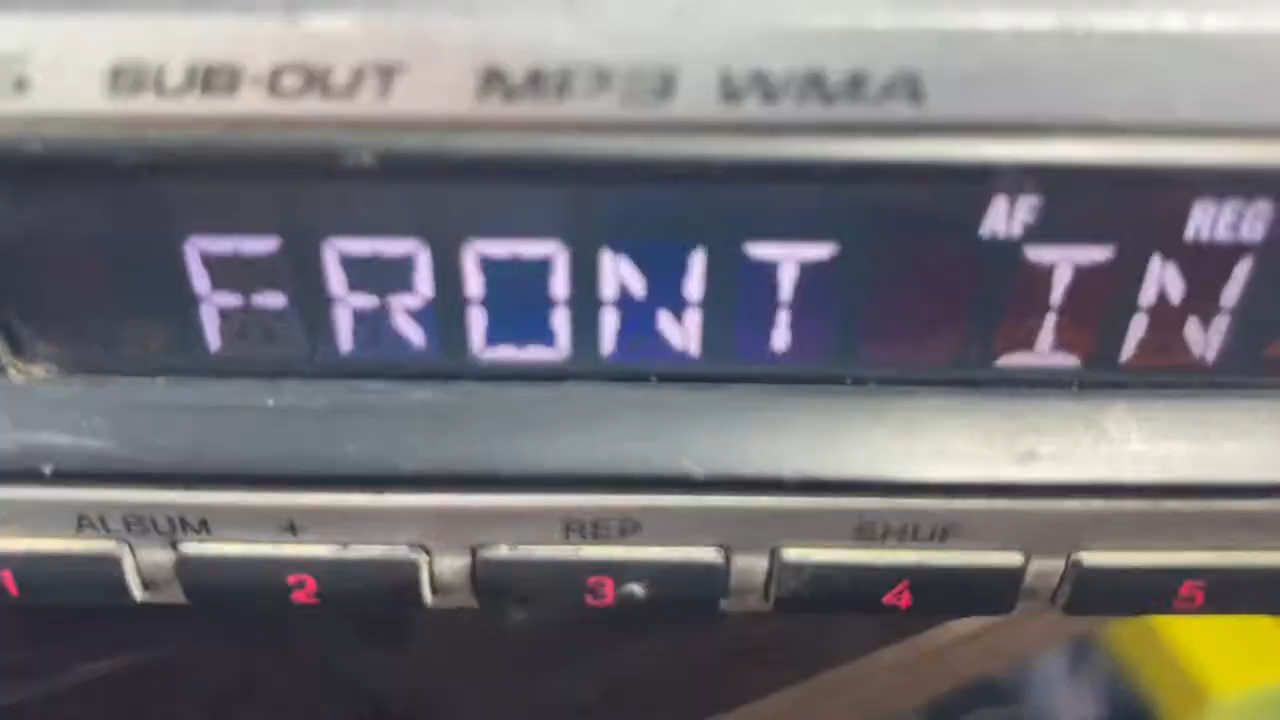 SUB-OUT MP3 WMA
AF REG
FRONT IN
ALBUM + REP SHUF
1 2 3 4 5